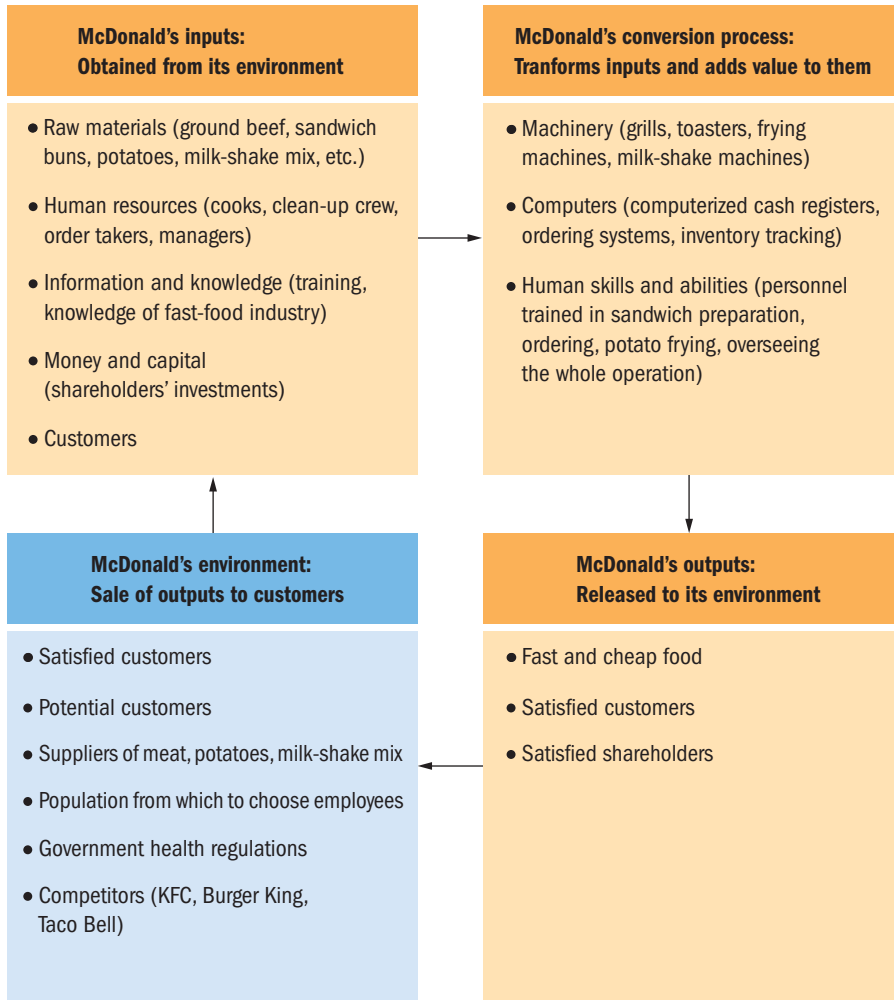 McDonald's inputs:
Obtained from its environment
• Raw materials (ground beef, sandwich
buns, potatoes, milk-shake mix, etc.)
• Human resources (cooks, clean-up crew,
order takers, managers)
• Information and knowledge (training,
knowledge of fast-food industry)
• Money and capital
(shareholders' investments)
• Customers
McDonald's conversion process:
Tranforms inputs and adds value to them
• Machinery (grills, toasters, frying
machines, milk-shake machines)
• Computers (computerized cash registers,
ordering systems, inventory tracking)
• Human skills and abilities (personnel
trained in sandwich preparation,
ordering, potato frying, overseeing
the whole operation)
McDonald's environment:
Sale of outputs to customers
• Satisfied customers
• Potential customers
• Suppliers of meat, potatoes, milk-shake mix
• Population from which to choose employees
• Government health regulations
• Competitors (KFC, Burger King,
Taco Bell)
McDonald's outputs:
Released to its environment
• Fast and cheap food
• Satisfied customers
• Satisfied shareholders